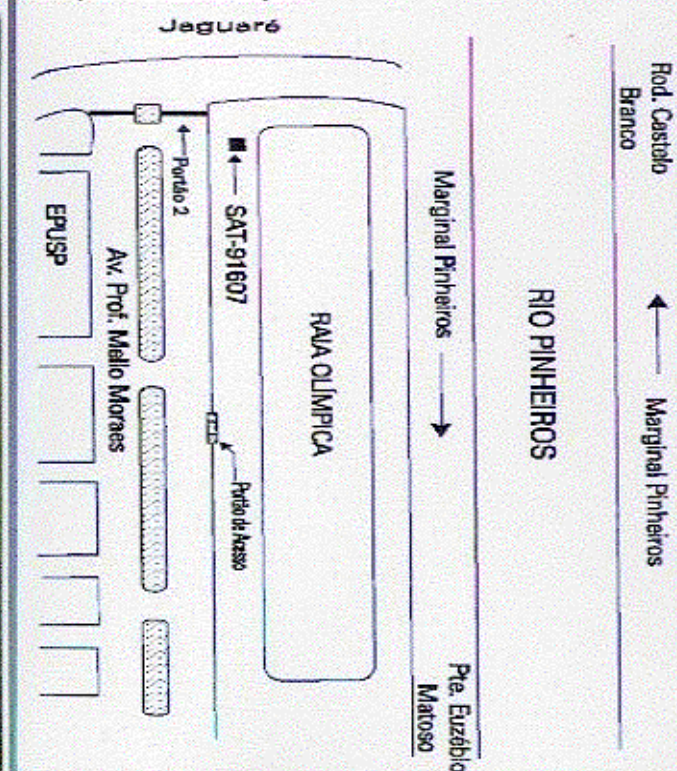 Jaguaré
Rod. Castelo
Branco
Marginal Pinheiros
RIO PINHEIROS
Marginal Pinheiros
Pte. Euzébio
Matoso
RAIA OLÍMPICA
SAT-91607
Portão de Acesso
Portão 2
Av. Prof. Mello Moraes
EPUSP